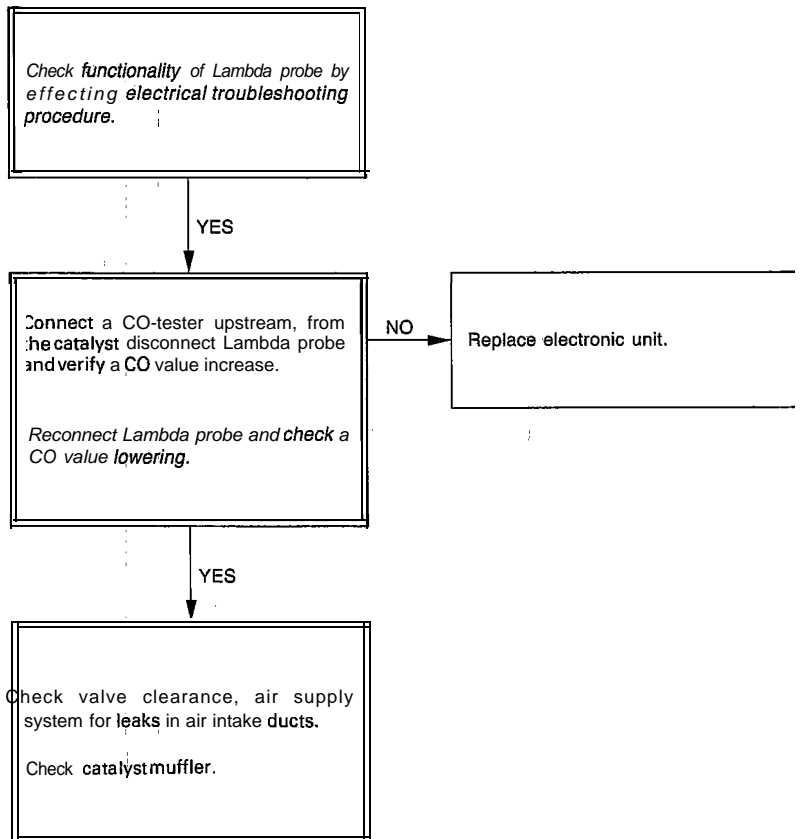 Check functionality of Lambda probe by
effecting electrical troubleshooting
procedure.
YES
Connect a CO-tester upstream, from
the catalyst disconnect Lambda probe
and verify a CO value increase.
NO
Replace electronic unit.
Reconnect Lambda probe and check a
CO value lowering.
YES
Check valve clearance, air supply
system for leaks in air intake ducts.
Check catalyst muffler.